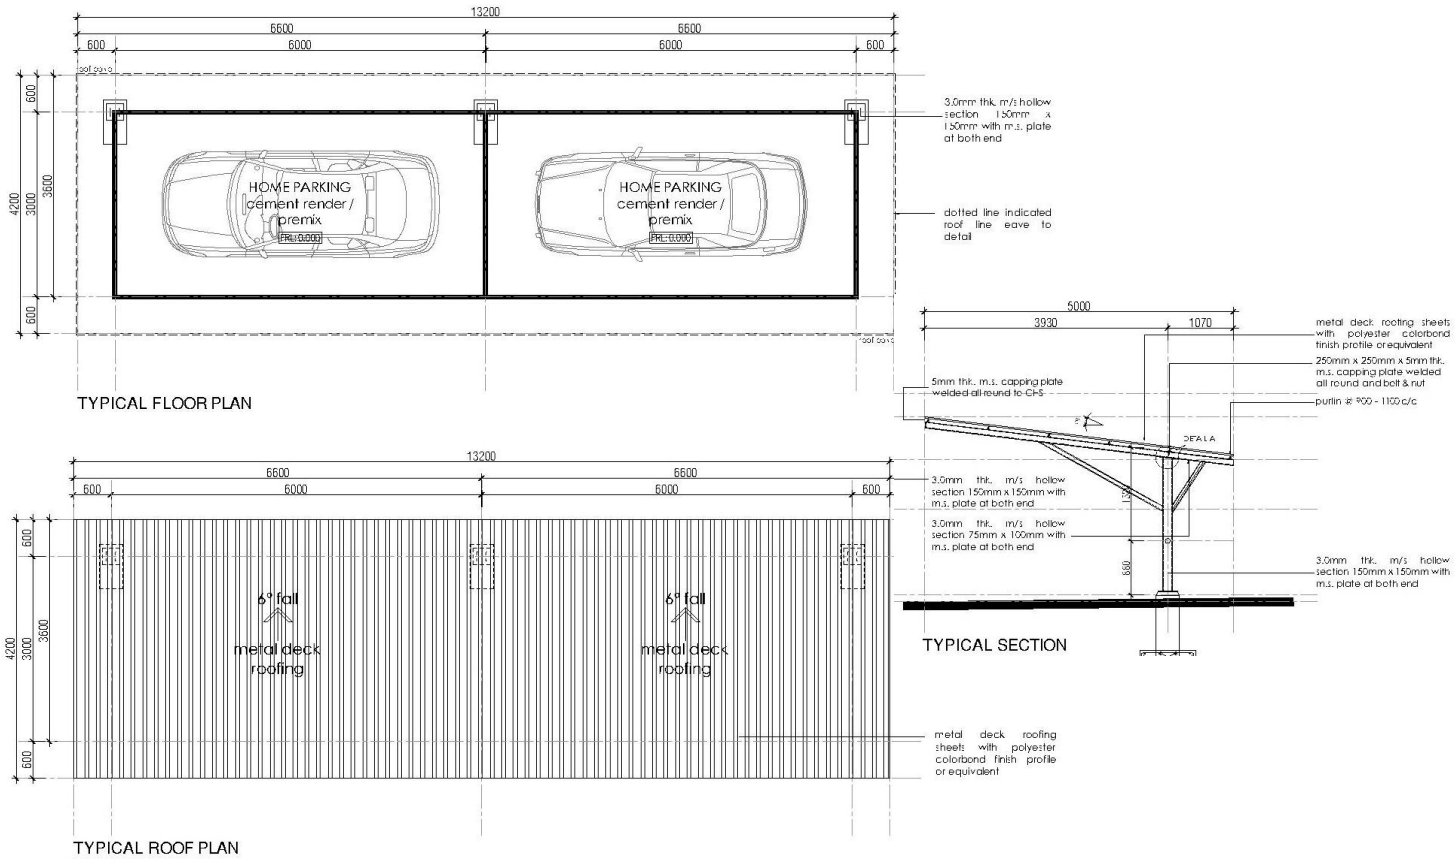 13200
6600
6600
600
6000
6000
600
600
3000
600
3600
4200
HOME PARKING
cement render /
premix
FRL: 0.000
HOME PARKING
cement render /
premix
FRL: 0.000
3.0mm thk. m/s hollow
section 150mm x
150mm with m.s. plate
at both end
dotted line indicated
roof line eave to
detail
TYPICAL FLOOR PLAN
13200
6600
6600
600
6000
6000
600
600
3000
600
3600
4200
6° fall
metal deck
roofing
6° fall
metal deck
roofing
metal deck roofing
sheets with polyester
colorbond finish profile
or equivalent
TYPICAL ROOF PLAN
5000
3930
1070
metal deck roofing sheets
with polyester colorbond
finish profile or equivalent
250mm x 250mm x 5mm thk.
m.s. capping plate welded
all round and bolt & nut
purlin @ 900 - 1100 c/c
5mm thk. m.s. capping plate
welded all round to CHS
DETAIL A
3.0mm thk. m/s hollow
section 150mm x 150mm with
m.s. plate at both end
3.0mm thk. m/s hollow
section 75mm x 100mm with
m.s. plate at both end
660
3.0mm thk. m/s hollow
section 150mm x 150mm with
m.s. plate at both end
TYPICAL SECTION